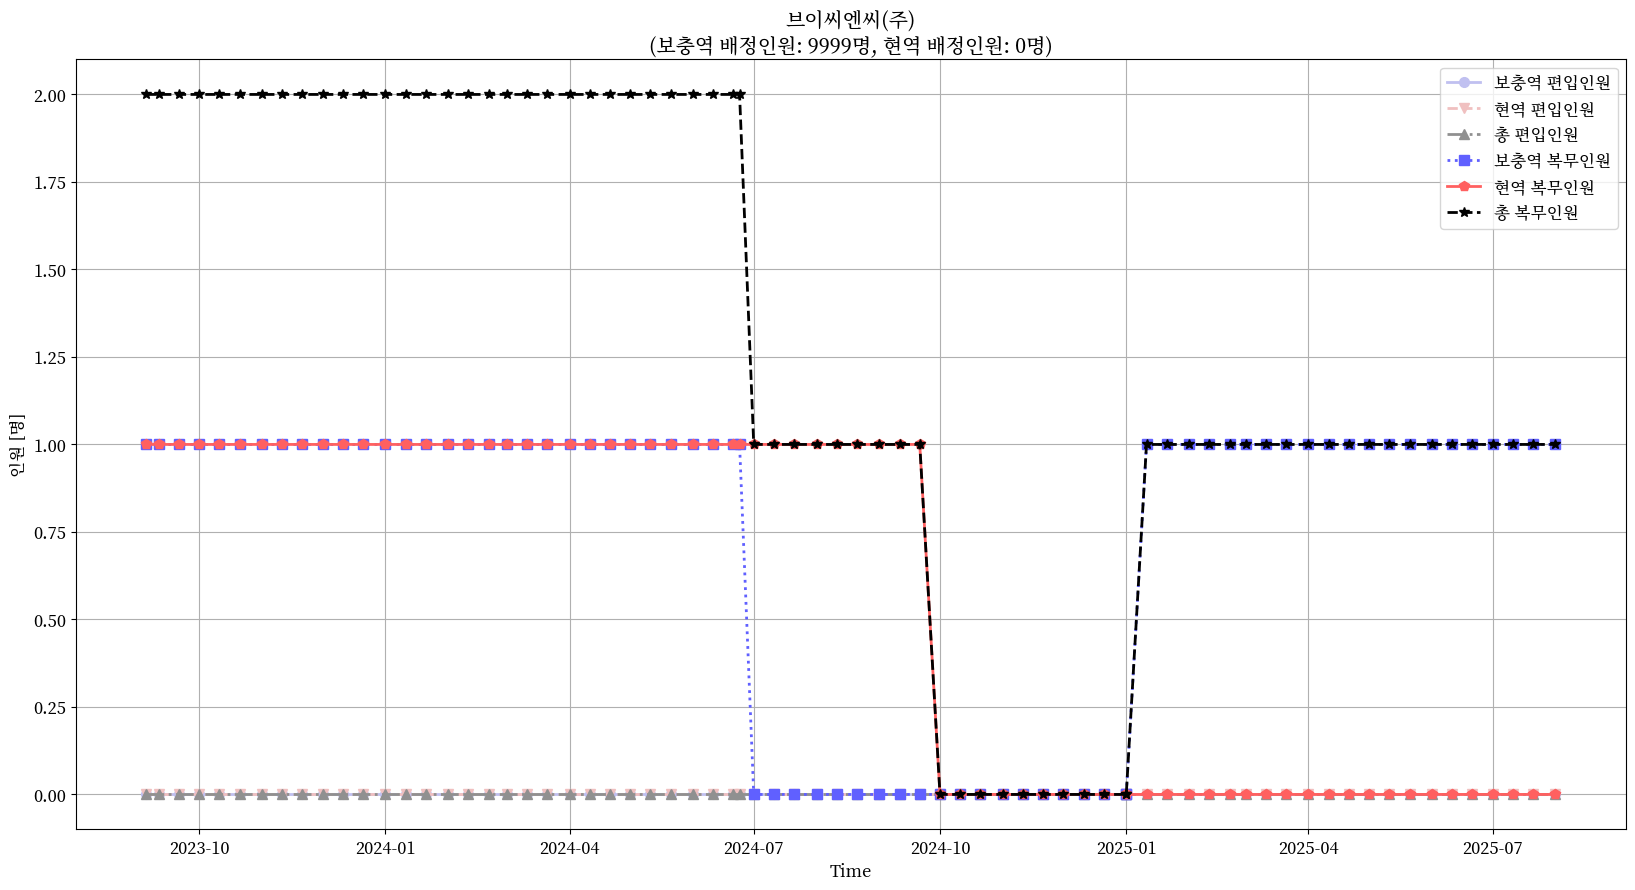 브이씨엔씨(주)
(보충역 배정인원: 9999명, 현역 배정인원: 0명)
보충역 편입인원
현역 편입인원
총 편입인원
보충역 복무인원
현역 복무인원
총 복무인원
인원 [명]
2.00
1.75
1.50
1.25
1.00
0.75
0.50
0.25
0.00
2023-10 2024-01 2024-04 2024-07 2024-10 2025-01 2025-04 2025-07
Time